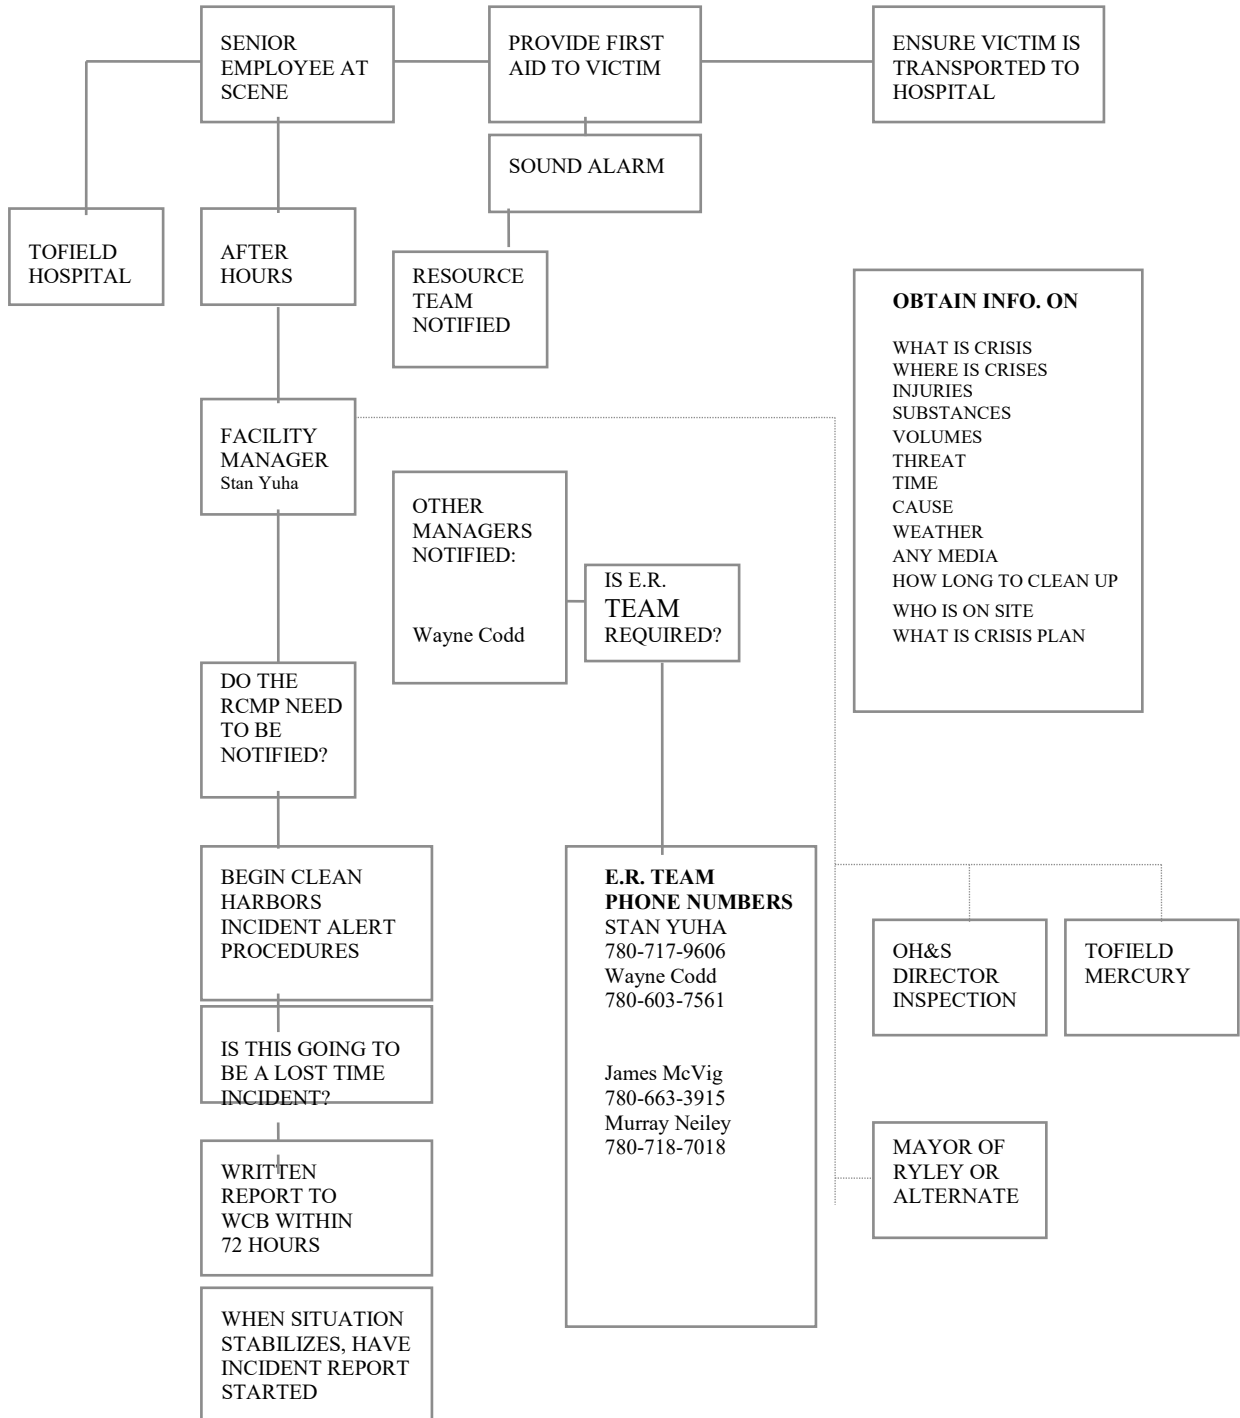 SENIOR
EMPLOYEE AT
SCENE
PROVIDE FIRST
AID TO VICTIM
ENSURE VICTIM IS
TRANSPORTED TO
HOSPITAL
SOUND ALARM
TOFIELD
HOSPITAL
AFTER
HOURS
RESOURCE
TEAM
NOTIFIED
OBTAIN INFO. ON
WHAT IS CRISIS
WHERE IS CRISES
INJURIES
SUBSTANCES
VOLUMES
THREAT
TIME
CAUSE
WEATHER
ANY MEDIA
HOW LONG TO CLEAN UP
WHO IS ON SITE
WHAT IS CRISIS PLAN
FACILITY
MANAGER
Stan Yuha
OTHER
MANAGERS
NOTIFIED:
Wayne Codd
IS E.R.
TEAM
REQUIRED?
DO THE
RCMP NEED
TO BE
NOTIFIED?
BEGIN CLEAN
HARBORS
INCIDENT ALERT
PROCEDURES
E.R. TEAM
PHONE NUMBERS
STAN YUHA
780-717-9606
Wayne Codd
780-603-7561
James McVig
780-663-3915
Murray Neiley
780-718-7018
OH&S
DIRECTOR
INSPECTION
TOFIELD
MERCURY
IS THIS GOING TO
BE A LOST TIME
INCIDENT?
MAYOR OF
RYLEY OR
ALTERNATE
WRITTEN
REPORT TO
WCB WITHIN
72 HOURS
WHEN SITUATION
STABILIZES, HAVE
INCIDENT REPORT
STARTED